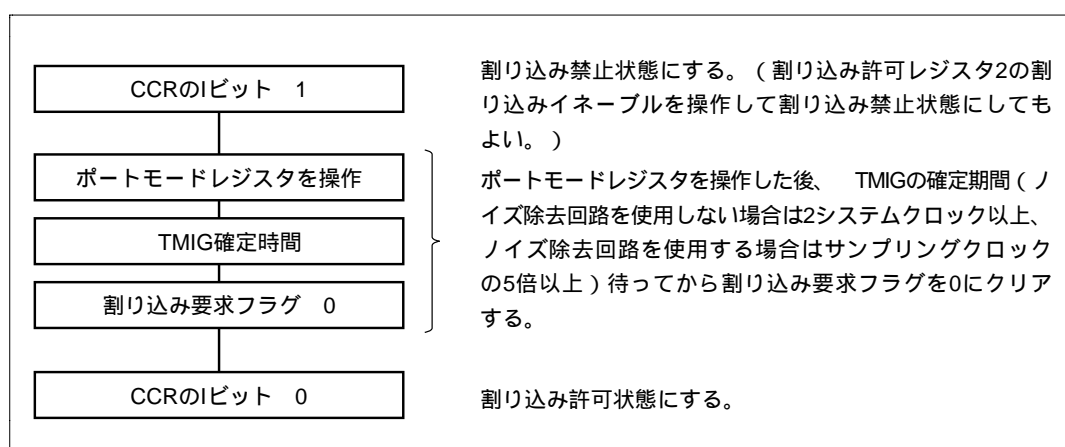 CCRのIビット 1
割り込み禁止状態にする。(割り込み許可レジスタ2の割
り込みイネーブルを操作して割り込み禁止状態にしても
よい。)
ポートモードレジスタを操作
TMIG確定時間
割り込み要求フラグ 0
ポートモードレジスタを操作した後、 TMIGの確定期間(ノ
イズ除去回路を使用しない場合は2システムクロック以上、
ノイズ除去回路を使用する場合はサンプリングクロック
の5倍以上)待ってから割り込み要求フラグを0にクリア
する。
CCRのIビット 0
割り込み許可状態にする。